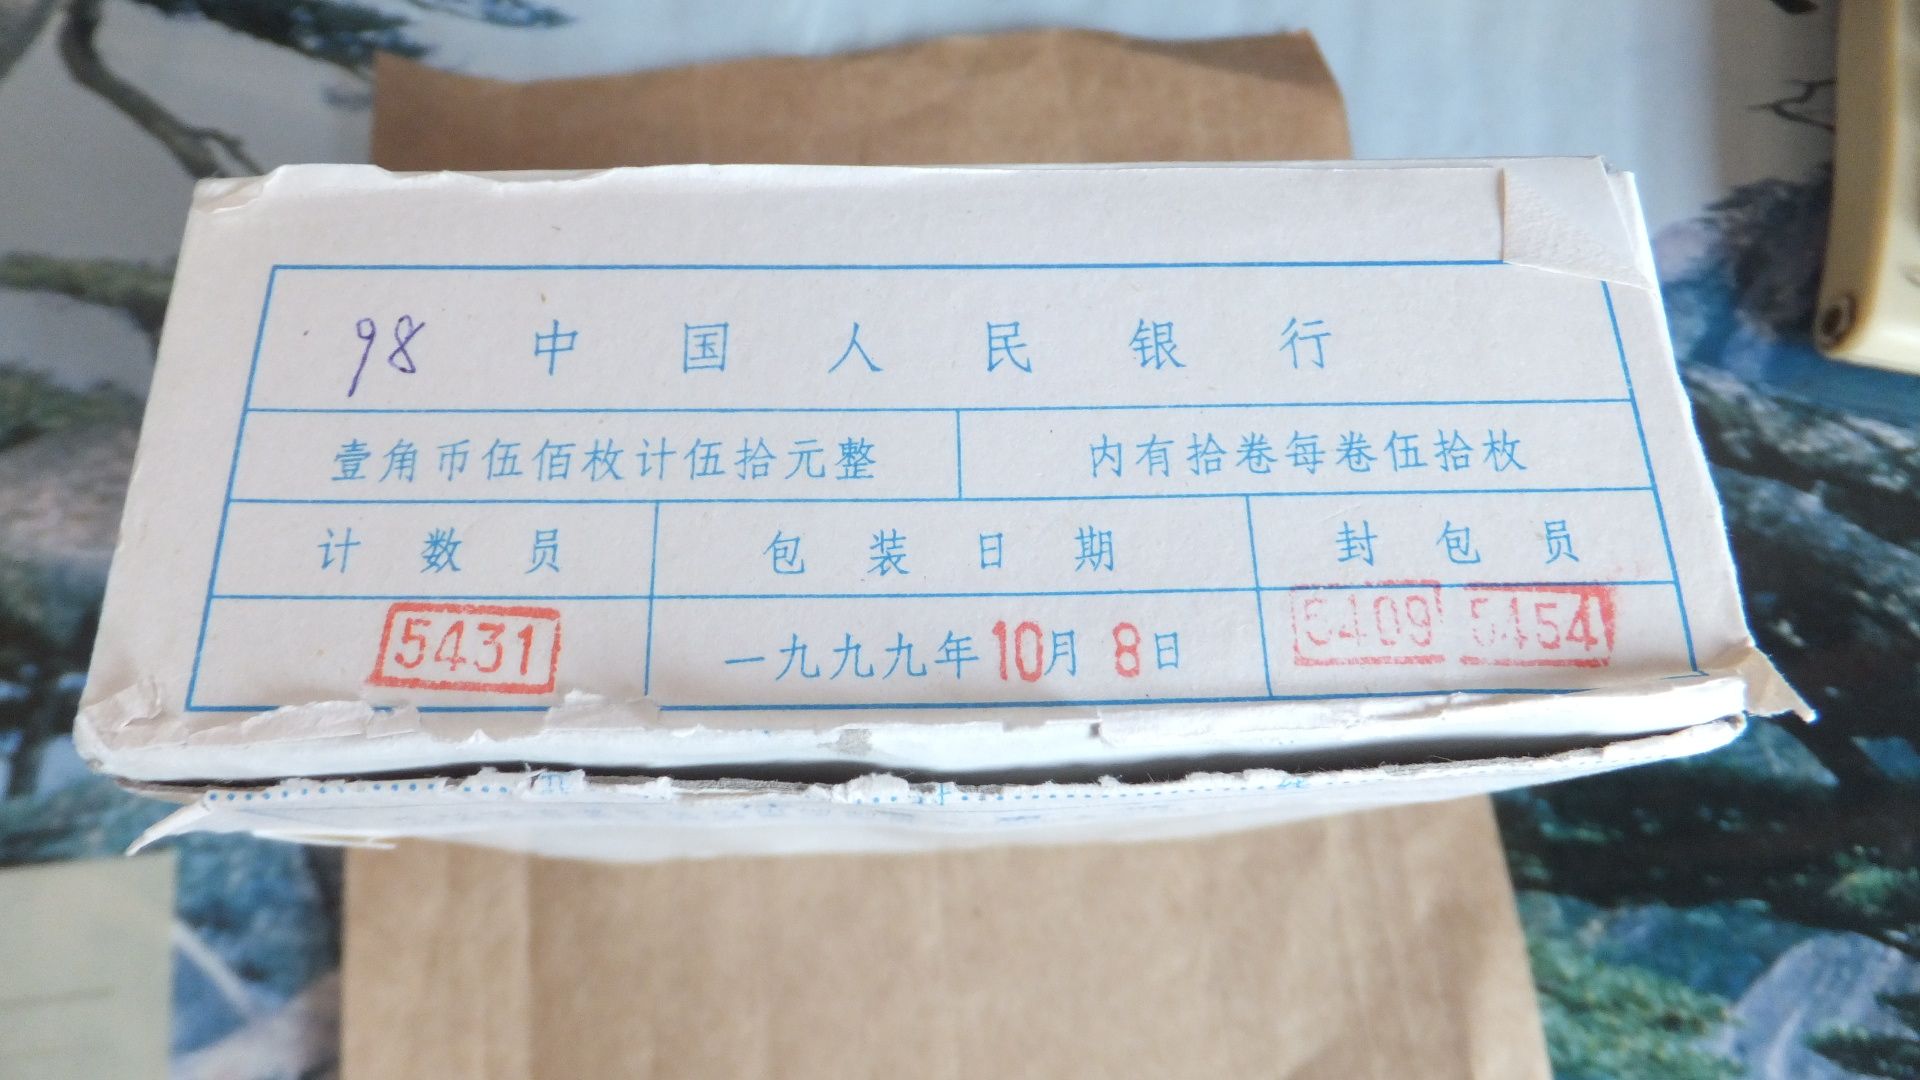 98 中国人民银行
壹角币伍佰枚计伍拾元整 内有拾卷每卷伍拾枚
计数员 包装日期 封包员
5431 一九九九年10月8日 5409 5454